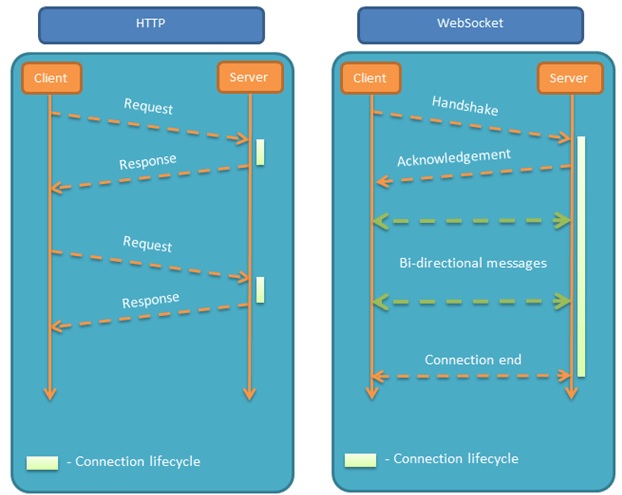 HTTP
Client
Server
Request
Response
Request
Response
- Connection lifecycle
WebSocket
Client
Server
Handshake
Acknowledgement
Bi-directional messages
Connection end
- Connection lifecycle